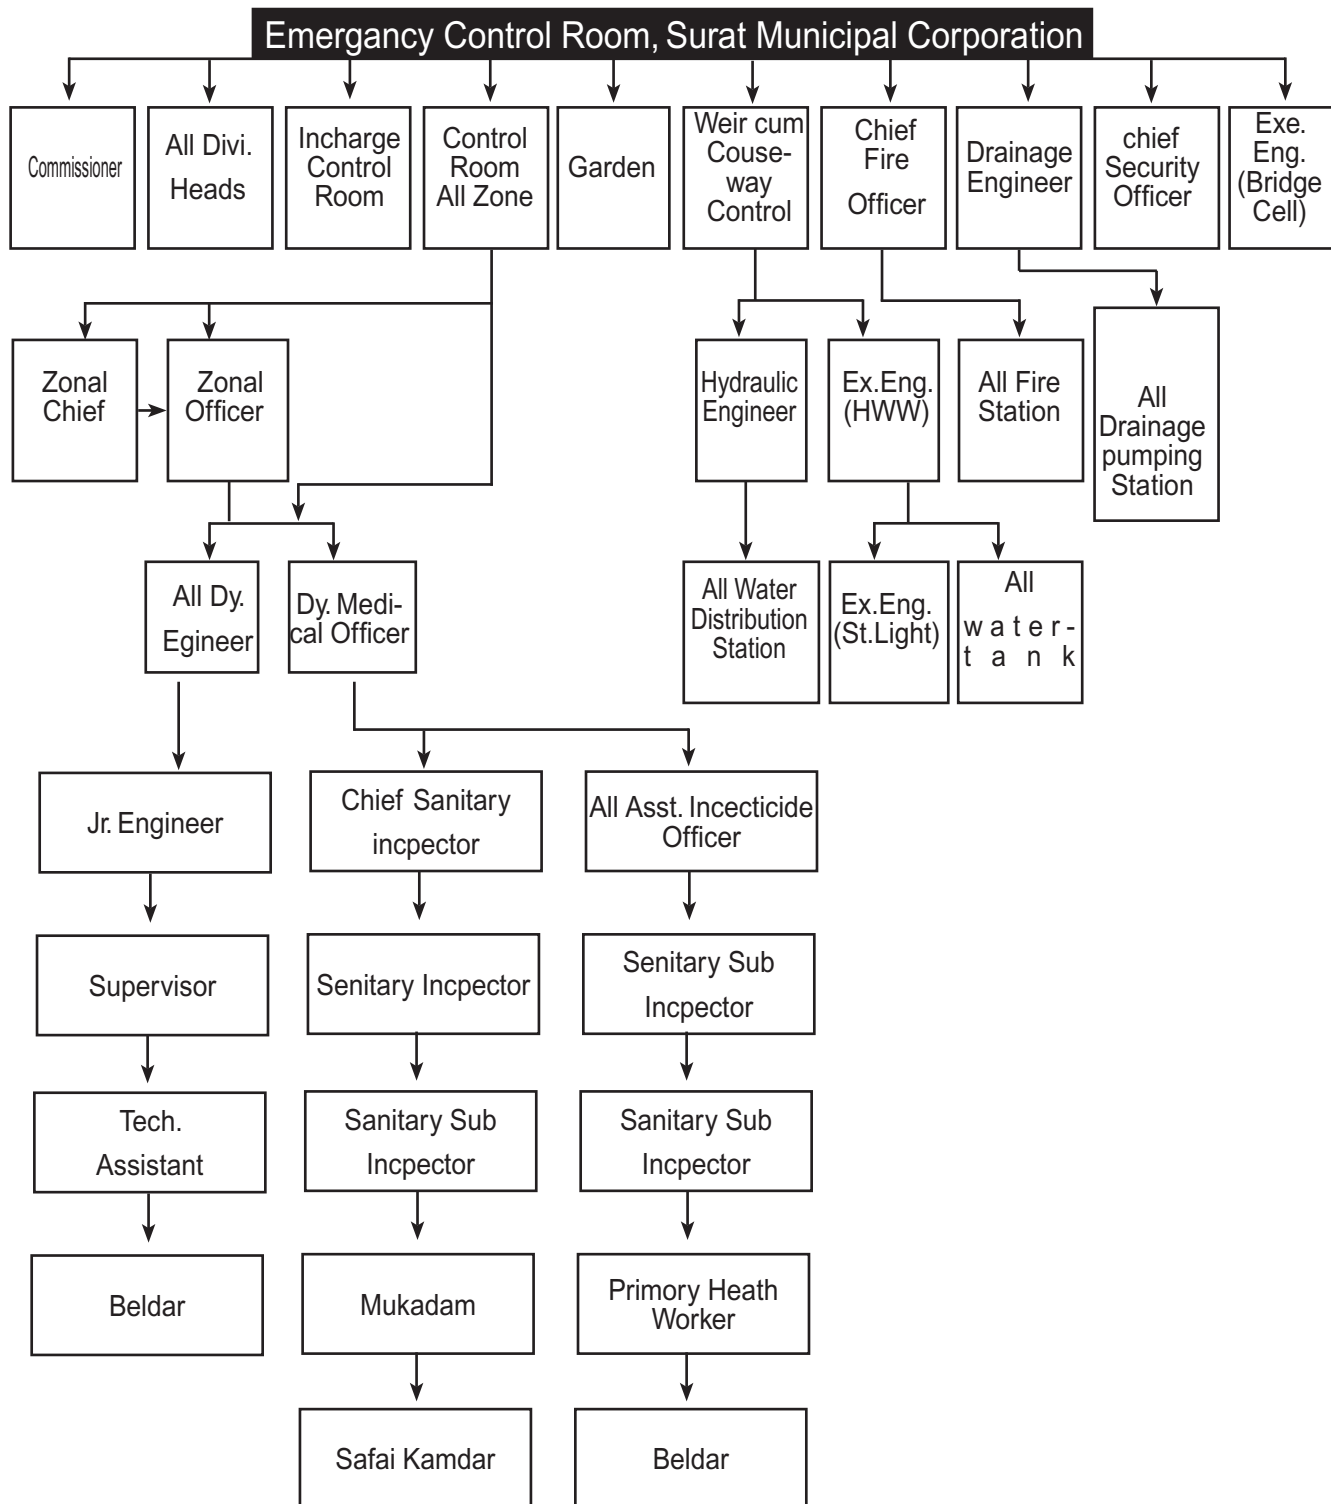 Emergancy Control Room, Surat Municipal Corporation
Commissioner
All Divi.
Heads
Incharge
Control
Room
Control
Room
All Zone
Garden
Weir cum
Couse-
way
Control
Chief
Fire
Officer
Drainage
Engineer
chief
Security
Officer
Exe.
Eng.
(Bridge
Cell)
Zonal
Chief
Zonal
Officer
Hydraulic
Engineer
Ex.Eng.
(HWW)
All Fire
Station
All
Drainage
pumping
Station
All Dy.
Egineer
Dy. Medi-
cal Officer
All Water
Distribution
Station
Ex.Eng.
(St.Light)
All
water-
tank
Jr. Engineer
Chief Sanitary
incpector
All Asst. Incecticide
Officer
Supervisor
Senitary Incpector
Senitary Sub
Incpector
Tech.
Assistant
Sanitary Sub
Incpector
Sanitary Sub
Incpector
Beldar
Mukadam
Primory Heath
Worker
Safai Kamdar
Beldar